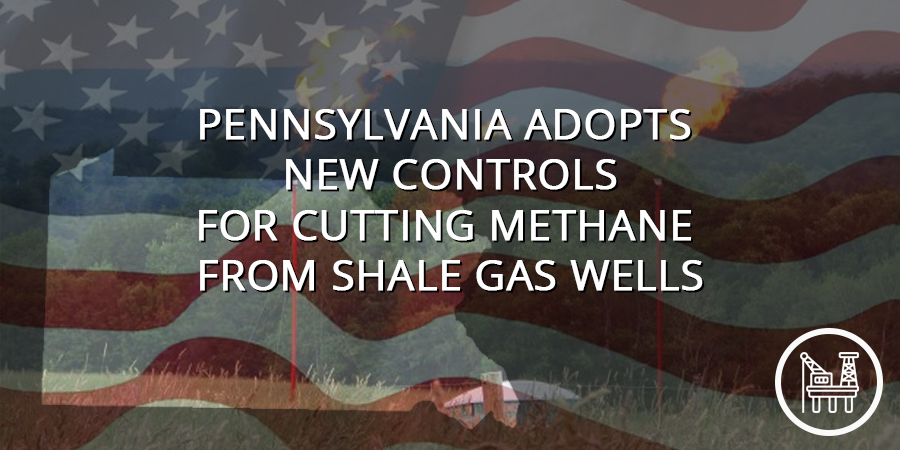 PENNSYLVANIA ADOPTS
NEW CONTROLS
FOR CUTTING METHANE
FROM SHALE GAS WELLS